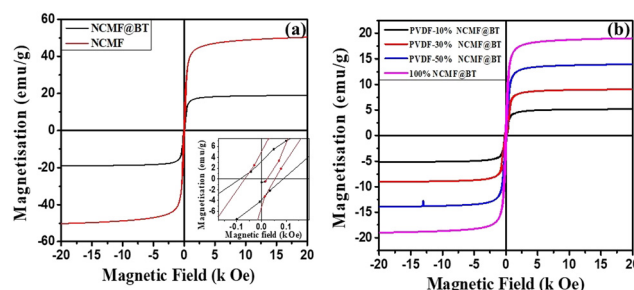 NCMF@BT
NCMF
(a)
Magnetisation (emu/g)
60
40
20
0
-20
-40
-60
-20 -15 -10 -5 0 5 10 15 20
Magnetic Field (k Oe)
Magnetisation (emu/g)
6
4
2
0
-2
-4
-6
0.0 0.1
Magnetic field (kOe)
PVDF-10% NCMF@BT
PVDF-30% NCMF@BT
PVDF-50% NCMF@BT
100% NCMF@BT
(b)
Magnetisation (emu/g)
20
15
10
5
0
-5
-10
-15
-20
-20 -15 -10 -5 0 5 10 15 20
Magnetic Field (k Oe)